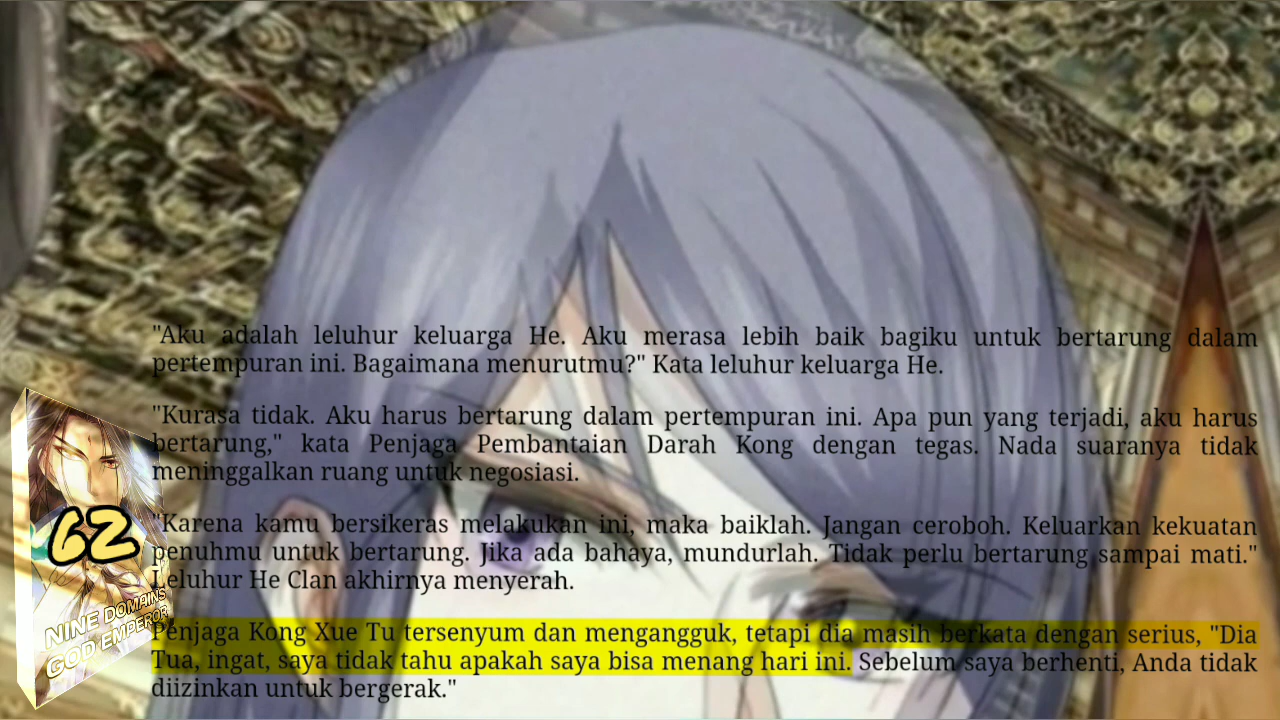 "Aku adalah leluhur keluarga He. Aku merasa lebih baik bagiku untuk bertarung dalam
pertempuran ini. Bagaimana menurutmu?" Kata leluhur keluarga He.
"Kurasa tidak. Aku harus bertarung dalam pertempuran ini. Apa pun yang terjadi, aku harus
bertarung," kata Penjaga Pembantaian Darah Kong dengan tegas. Nada suaranya tidak
meninggalkan ruang untuk negosiasi.
"Karena kamu bersikeras melakukan ini, maka baiklah. Jangan ceroboh. Keluarkan kekuatan
penuhmu untuk bertarung. Jika ada bahaya, mundurlah. Tidak perlu bertarung sampai mati."
Leluhur He Clan akhirnya menyerah.
Penjaga Kong Xue Tu tersenyum dan mengangguk, tetapi dia masih berkata dengan serius, "Dia
Tua, ingat, saya tidak tahu apakah saya bisa menang hari ini. Sebelum saya berhenti, Anda tidak
diizinkan untuk bergerak."
62
NINE DOMAINS
GOD EMPEROR